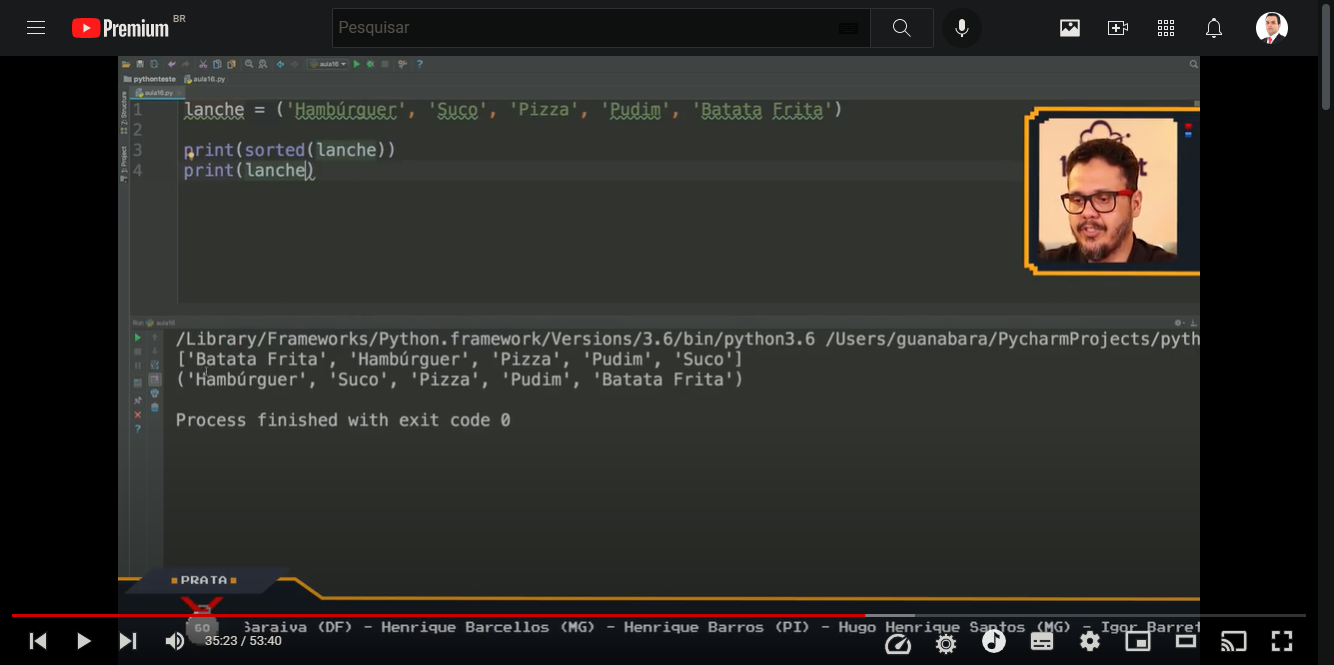 Premium BR
Pesquisar
pythonteste aula16.py
aula16.py
1 lanche = ('Hambúrguer', 'Suco', 'Pizza', 'Pudim', 'Batata Frita')
2
3 print(sorted(lanche))
4 print(lanche)
Run: aula16
/Library/Frameworks/Python.framework/Versions/3.6/bin/python3.6 /Users/guanabara/PycharmProjects/pyth
['Batata Frita', 'Hambúrguer', 'Pizza', 'Pudim', 'Suco']
('Hambúrguer', 'Suco', 'Pizza', 'Pudim', 'Batata Frita')
Process finished with exit code 0
PRATA
GO
Saraiva (DF) - Henrique Barcellos (MG) - Henrique Barros (PI) - Hugo Henrique Santos (MG) - Igor Barret
35:23 / 53:40